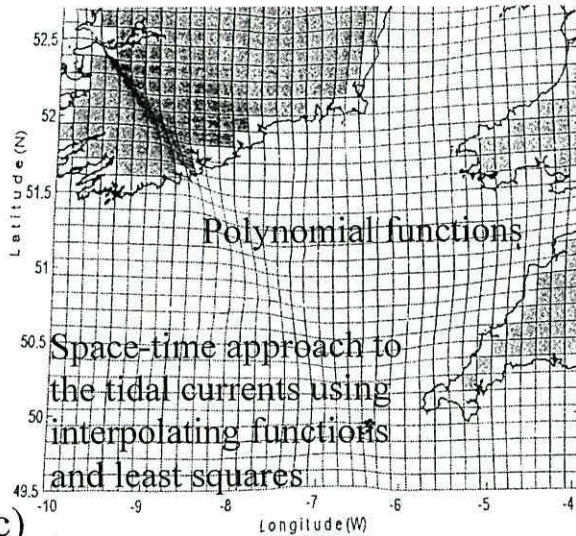 52.5
52
51.5
51
50.5
50
49.5
Latitude(N)
Polynomial functions
Space-time approach to
the tidal currents using
interpolating functions
and least squares
-10 -9 -8 -7 -6 -5 -4
Longitude(W)
c)